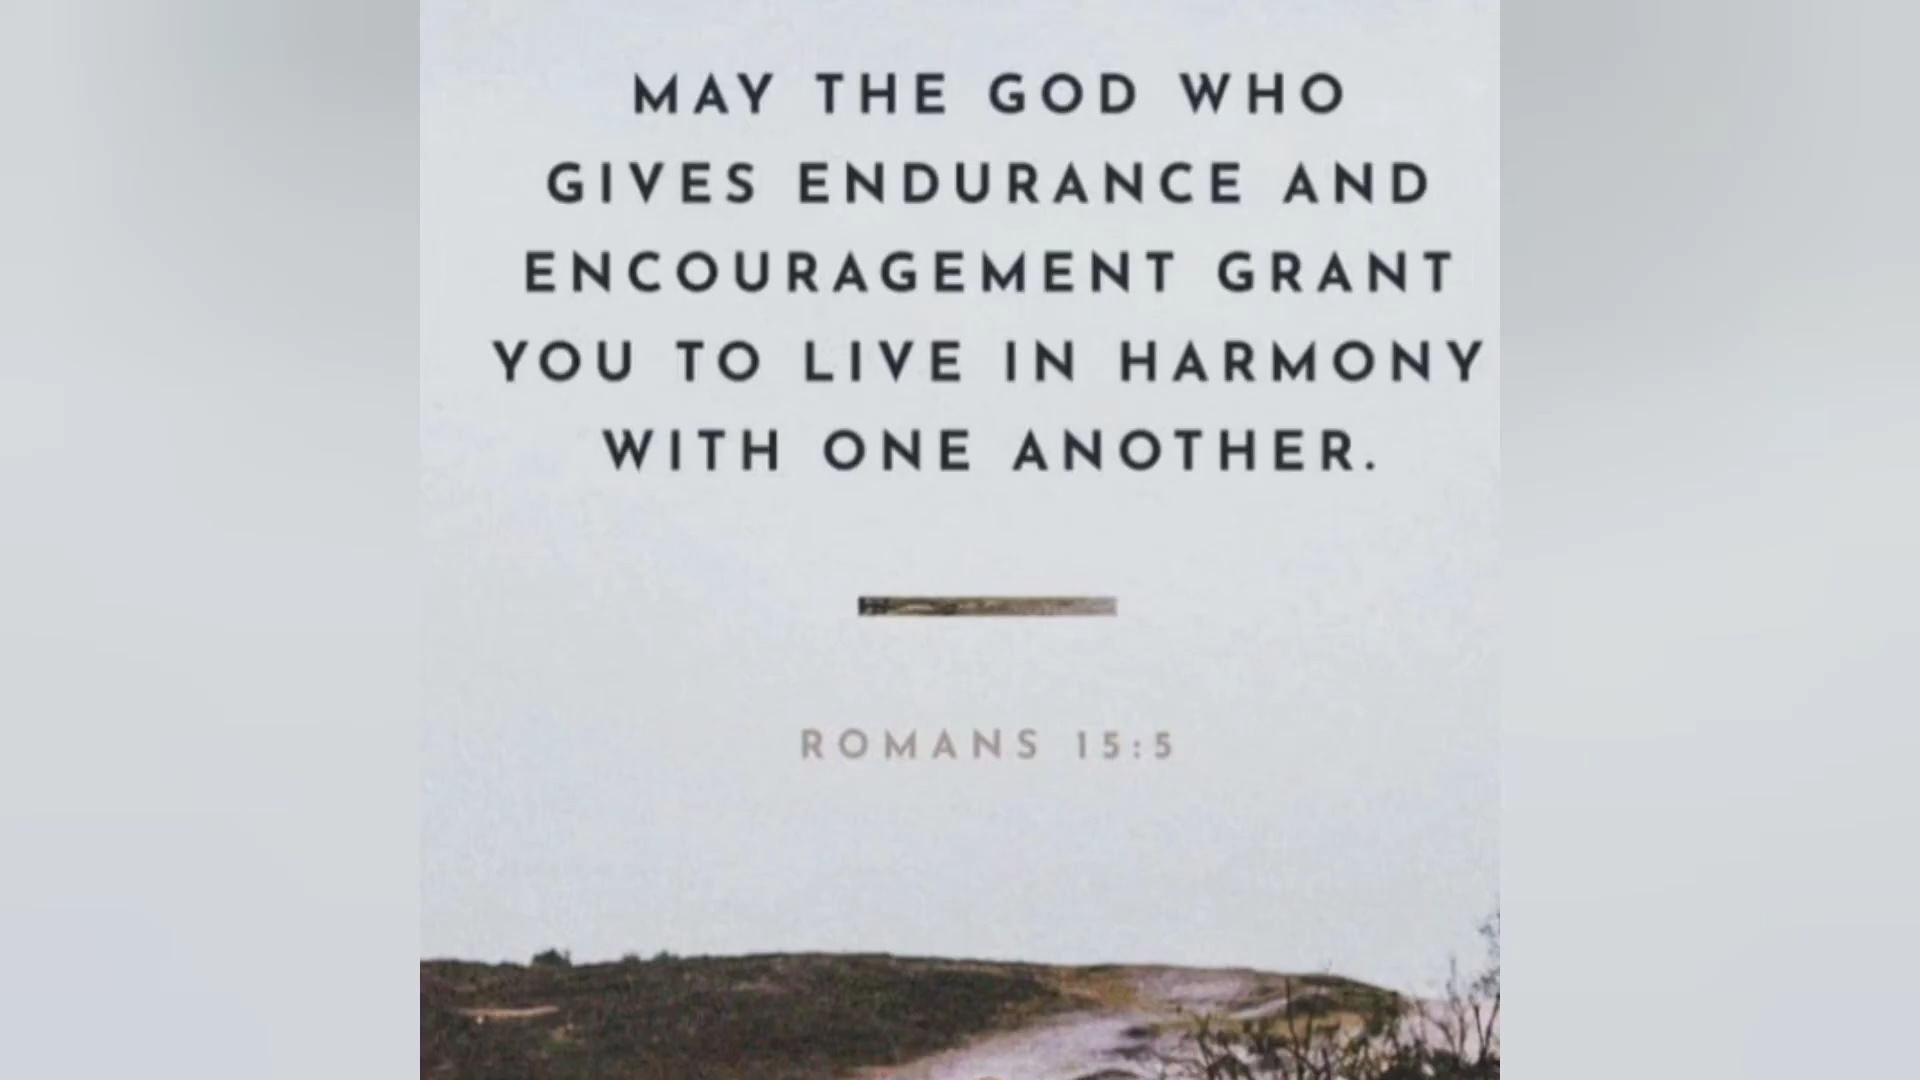 MAY THE GOD WHO
GIVES ENDURANCE AND
ENCOURAGEMENT GRANT
YOU TO LIVE IN HARMONY
WITH ONE ANOTHER.
ROMANS 15:5